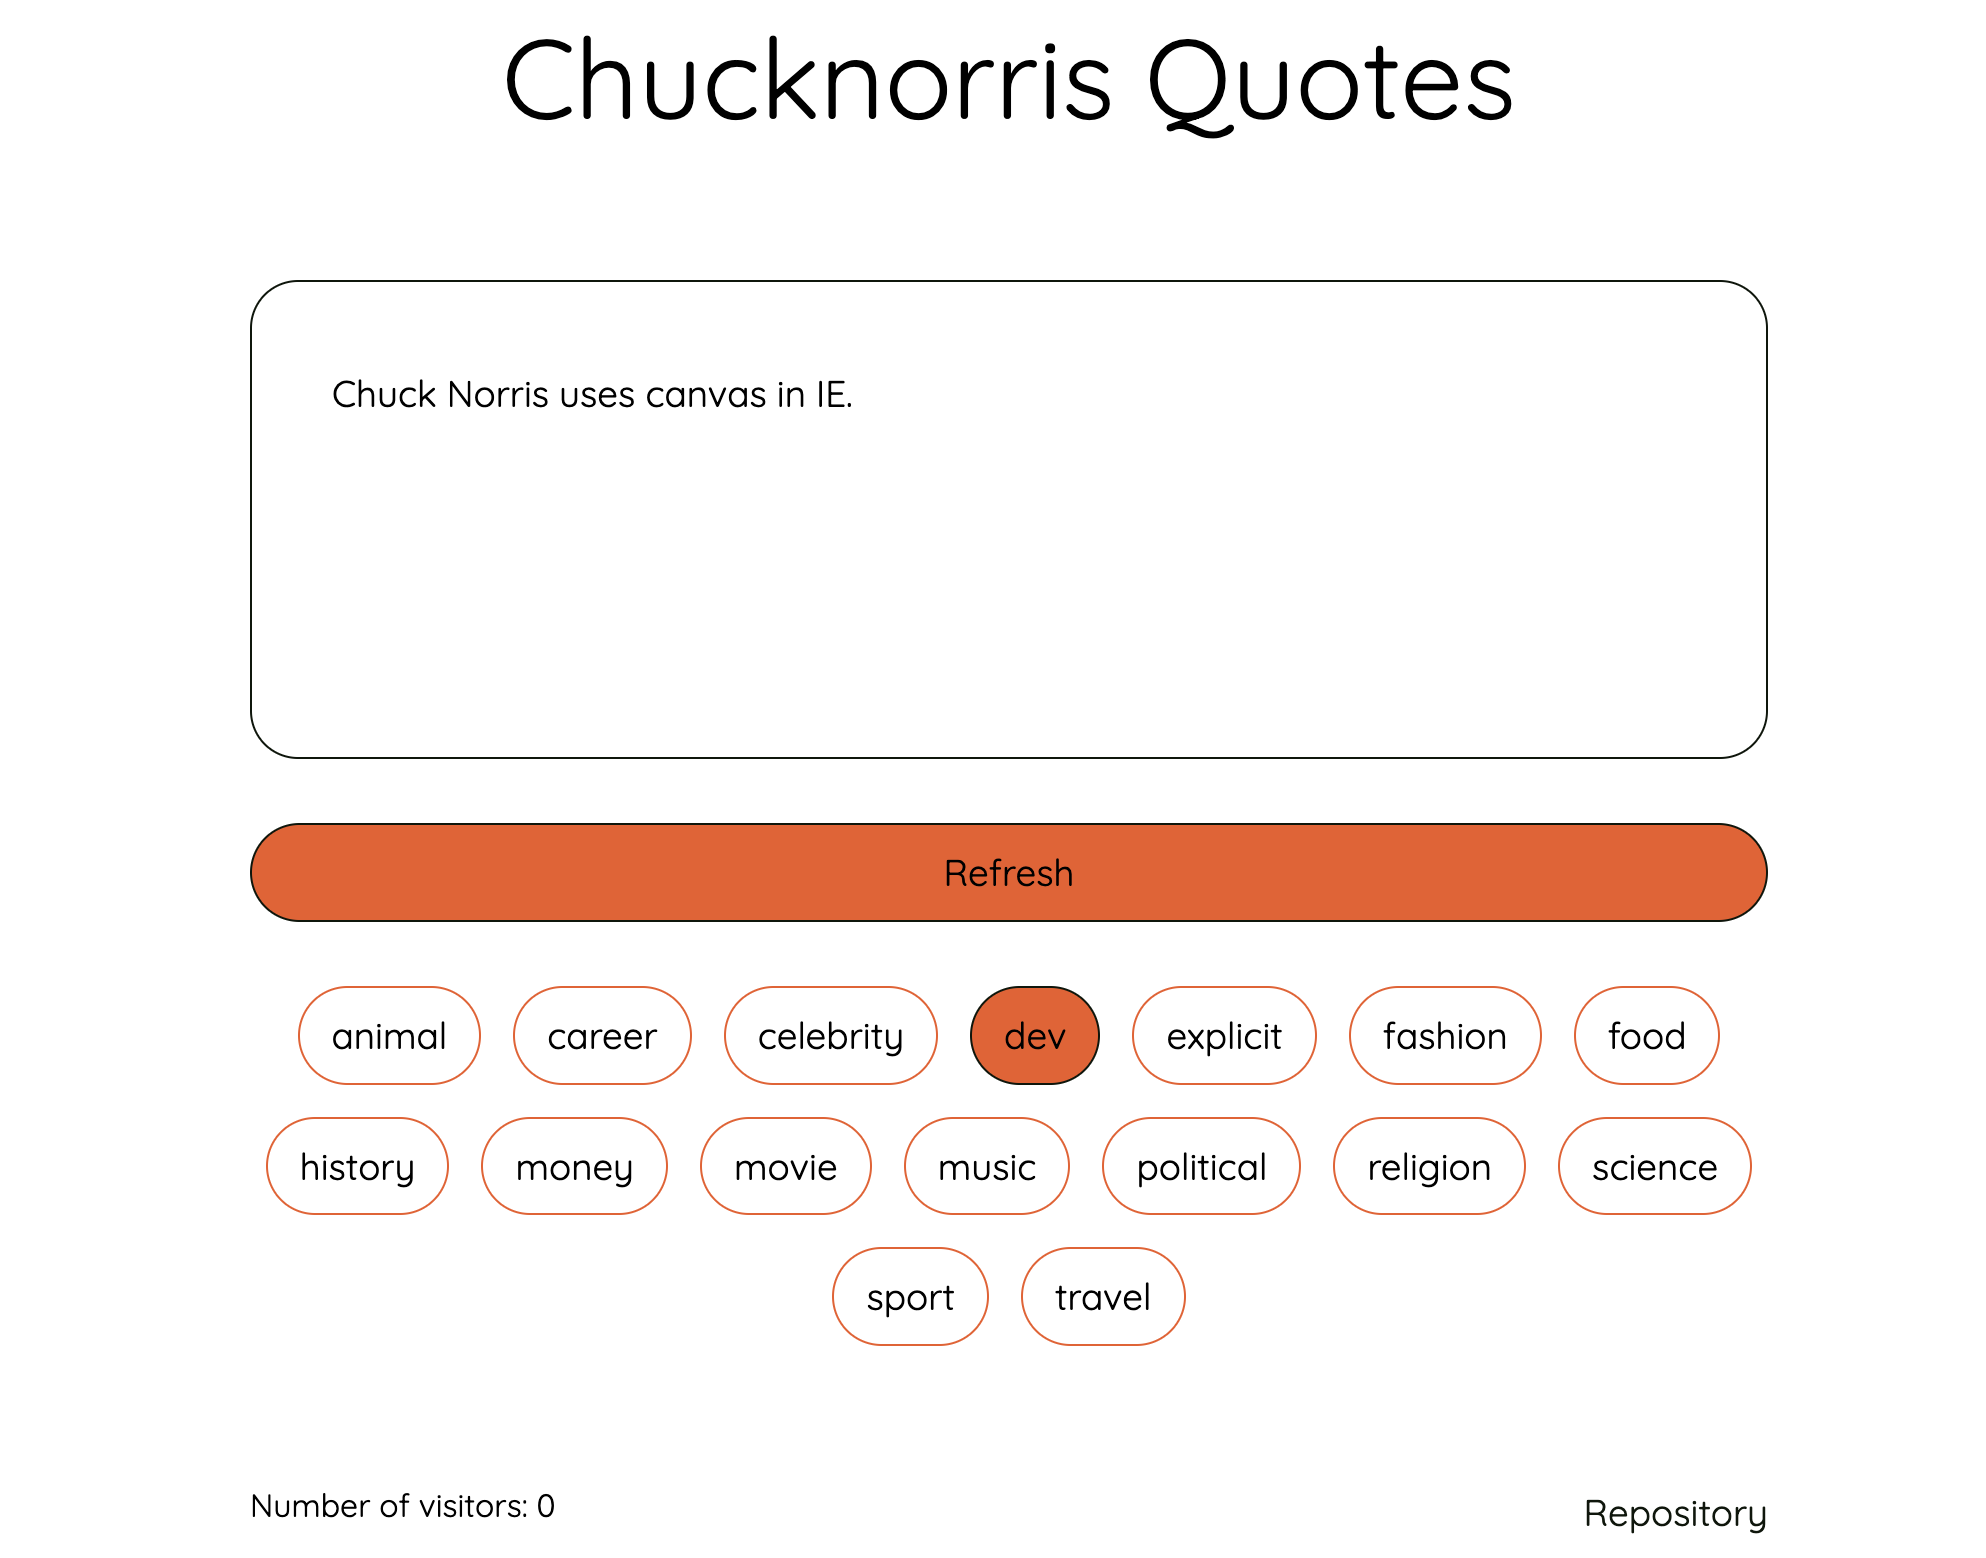 Chucknorris Quotes
Chuck Norris uses canvas in IE.
Refresh
animal career celebrity dev explicit fashion food
history money movie music political religion science
sport travel
Number of visitors: 0
Repository